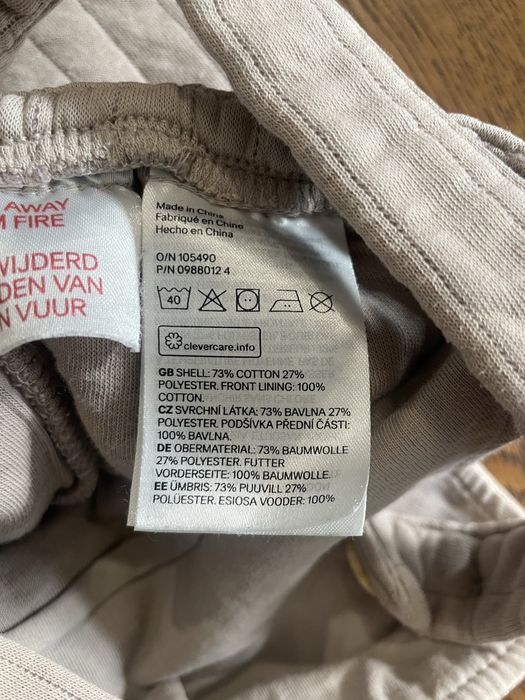 AWAY
FIRE
WIJDERD
DEN VAN
VUUR
Made in China
Fabriqué en Chine
Hecho en China
O/N 105490
P/N 0988012 4
40
clevercare.info
GB SHELL: 73% COTTON 27%
POLYESTER. FRONT LINING: 100%
COTTON.
CZ SVRCHNÍ LÁTKA: 73% BAVLNA 27%
POLYESTER. PODŠÍVKA PŘEDNÍ ČÁSTI:
100% BAVLNA.
DE OBERMATERIAL: 73% BAUMWOLLE
27% POLYESTER. FUTTER
VORDERSEITE: 100% BAUMWOLLE.
EE ÜMBRIS: 73% PUUVILL 27%
POLÜESTER. ESIOSA VOODER: 100%